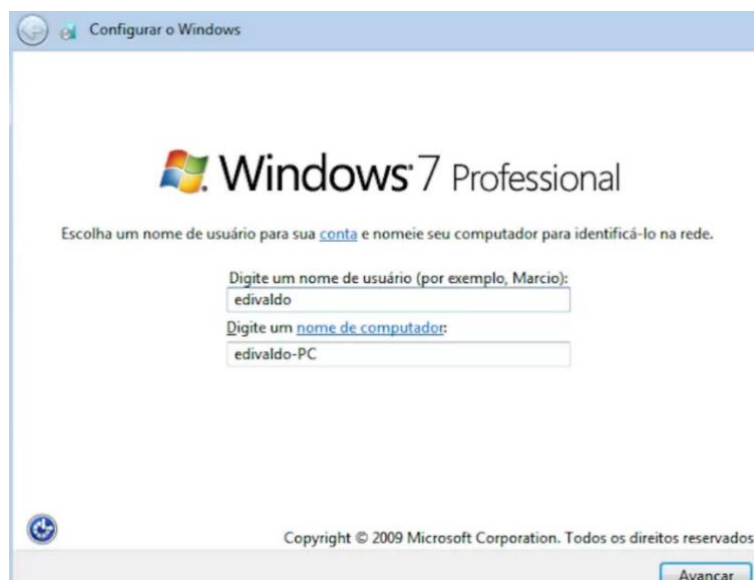 Configurar o Windows
Windows 7 Professional
Escolha um nome de usuário para sua conta e nomeie seu computador para identificá-lo na rede.
Digite um nome de usuário (por exemplo, Marcio):
edivaldo
Digite um nome de computador:
edivaldo-PC
Copyright © 2009 Microsoft Corporation. Todos os direitos reservados
Avançar